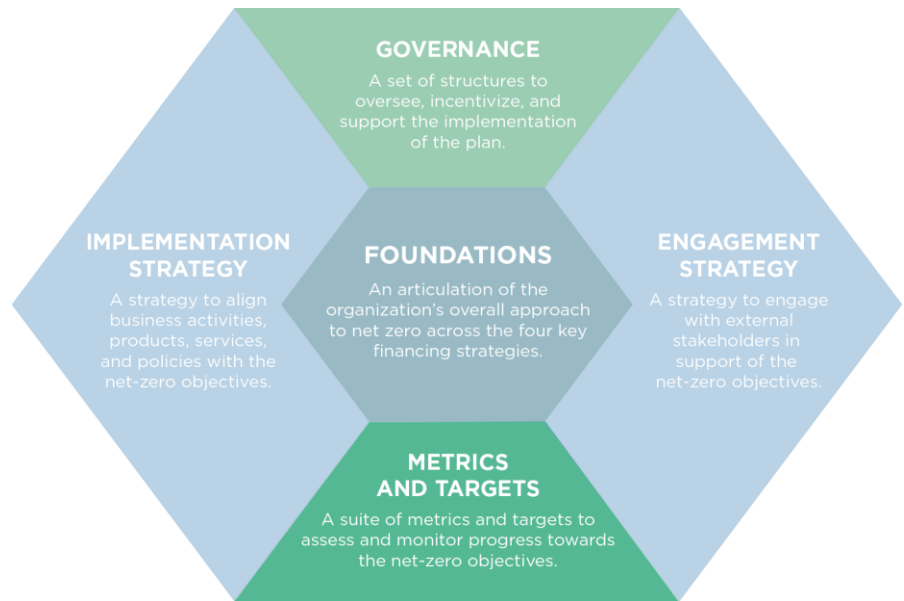 GOVERNANCE
A set of structures to
oversee, incentivize, and
support the implementation
of the plan.
IMPLEMENTATION
STRATEGY
A strategy to align
business activities,
products, services,
and policies with the
net-zero objectives.
FOUNDATIONS
An articulation of the
organization's overall approach
to net zero across the four key
financing strategies.
ENGAGEMENT
STRATEGY
A strategy to engage
with external
stakeholders in
support of the
net-zero objectives.
METRICS
AND TARGETS
A suite of metrics and targets to
assess and monitor progress towards
the net-zero objectives.